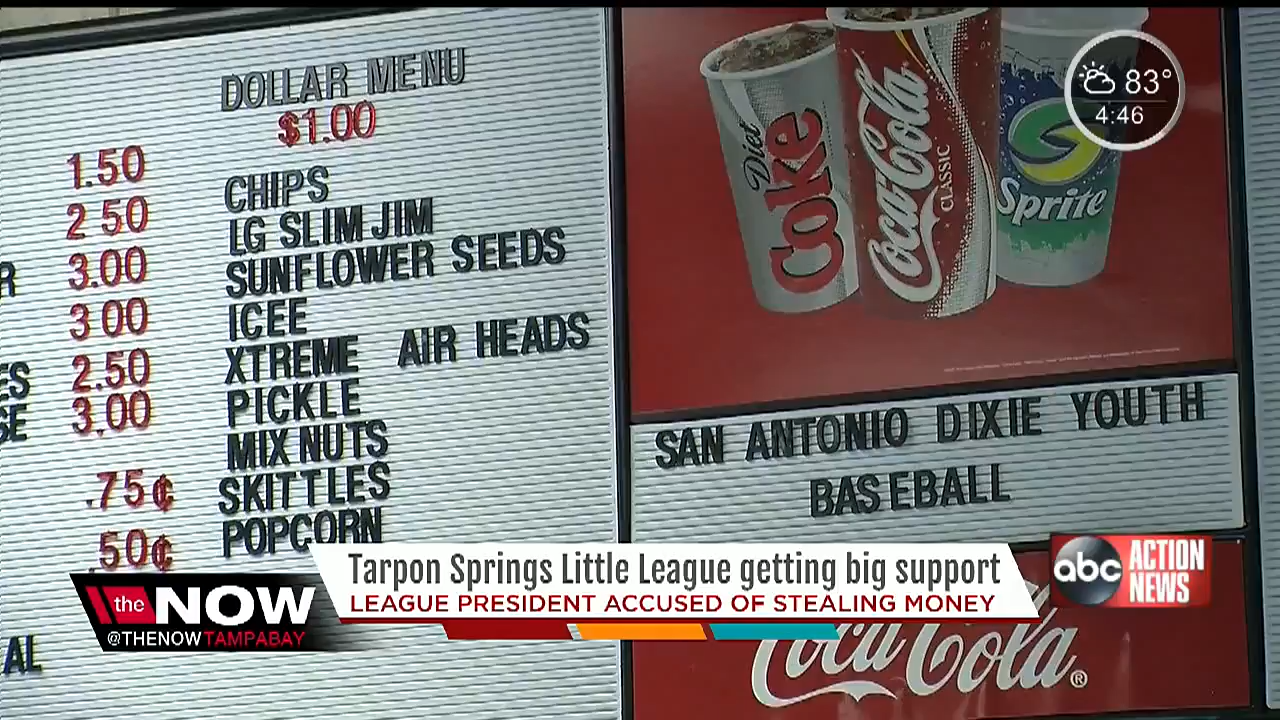 DOLLAR MENU
$1.00
1.50
2 50
3.00
3 00
2.50
3.00
.75¢
.50¢
R
ES
SE
AL
CHIPS
LG SLIM JIM
SUNFLOWER SEEDS
ICEE
XTREME AIR HEADS
PICKLE
MIX NUTS
SKITTLES
POPCORN
Diet
Coke
Coca-Cola
CLASSIC
Sprite
83°
4:46
SAN ANTONIO DIXIE YOUTH
BASEBALL
Coca Cola®
abc ACTION
NEWS
Tarpon Springs Little League getting big support
LEAGUE PRESIDENT ACCUSED OF STEALING MONEY
the NOW
@THENOWTAMPABAY